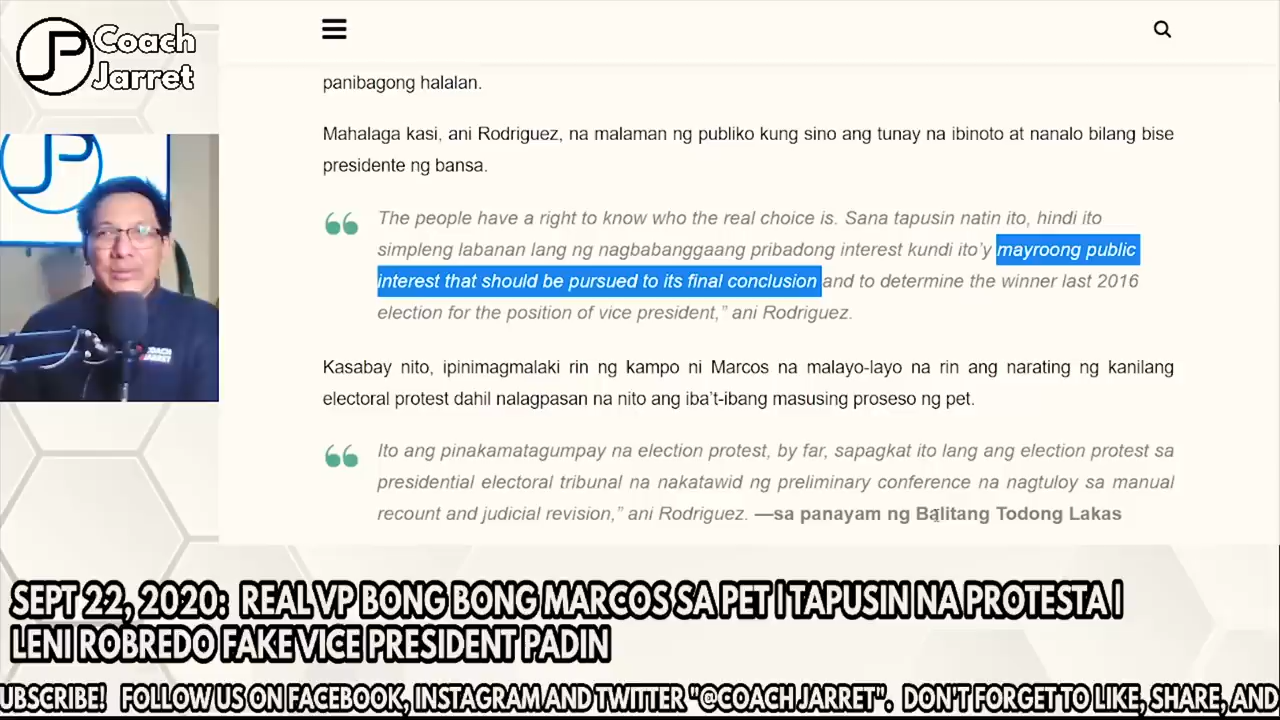 Coach
Jarret
panibagong halalan.
Mahalaga kasi, ani Rodriguez, na malaman ng publiko kung sino ang tunay na ibinoto at nanalo bilang bise
presidente ng bansa.
The people have a right to know who the real choice is. Sana tapusin natin ito, hindi ito
simpleng labanan lang ng nagbabanggaang pribadong interest kundi ito'y mayroong public
interest that should be pursued to its final conclusion and to determine the winner last 2016
election for the position of vice president,” ani Rodriguez.
Kasabay nito, ipinimagmalaki rin ng kampo ni Marcos na malayo-layo na rin ang narating ng kanilang
electoral protest dahil nalagpasan na nito ang iba't-ibang masusing proseso ng pet.
Ito ang pinakamatagumpay na election protest, by far, sapagkat ito lang ang election protest sa
presidential electoral tribunal na nakatawid ng preliminary conference na nagtuloy sa manual
recount and judicial revision,” ani Rodriguez. —sa panayam ng Balitang Todong Lakas
COACH
JARRET
SEPT 22, 2020: REAL VP BONG BONG MARCOS SA PET | TAPUSIN NA PROTESTA |
LENI ROBREDO FAKE VICE PRESIDENT PADIN
UBSCRIBE! FOLLOW US ON FACEBOOK, INSTAGRAM AND TWITTER "@COACHJARRET". DON'T FORGET TO LIKE, SHARE, AND